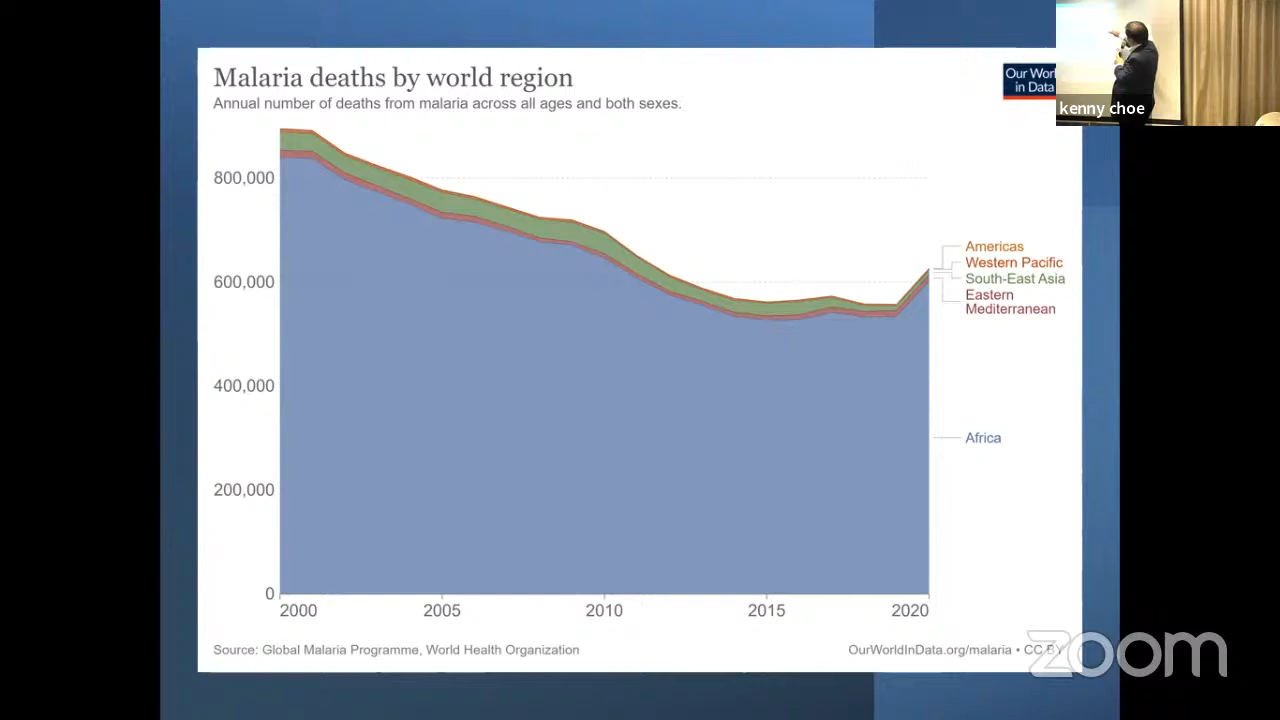 Malaria deaths by world region
Annual number of deaths from malaria across all ages and both sexes.
Our Worl
in Data
kenny choe
800,000
600,000
400,000
200,000
0
2000
2005
2010
2015
2020
Americas
Western Pacific
South-East Asia
Eastern
Mediterranean
Africa
Source: Global Malaria Programme, World Health Organization
OurWorldInData.org/malaria • CC BY
zoom